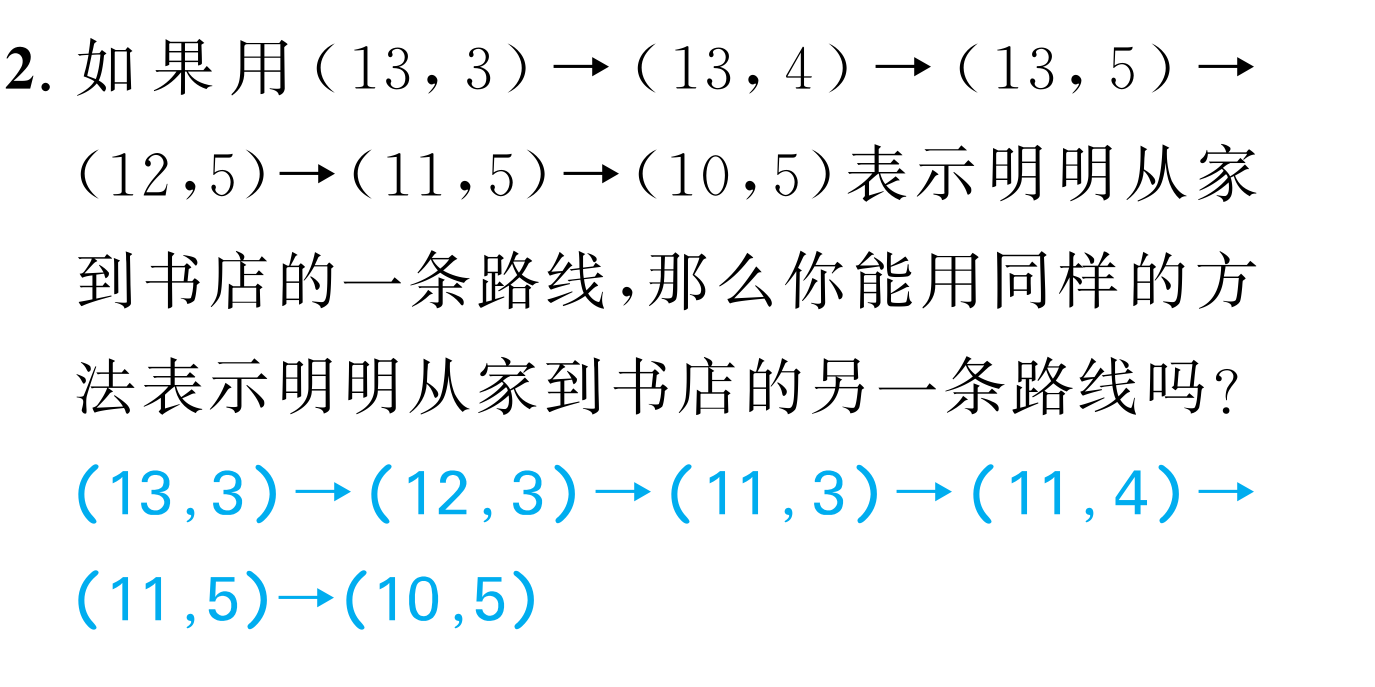 2. 如果用(13,3)→(13,4)→(13,5)→
(12,5)→(11,5)→(10,5)表示明明从家
到书店的一条路线,那么你能用同样的方
法表示明明从家到书店的另一条路线吗?
(13,3)→(12,3)→(11,3)→(11,4)→
(11,5)→(10,5)